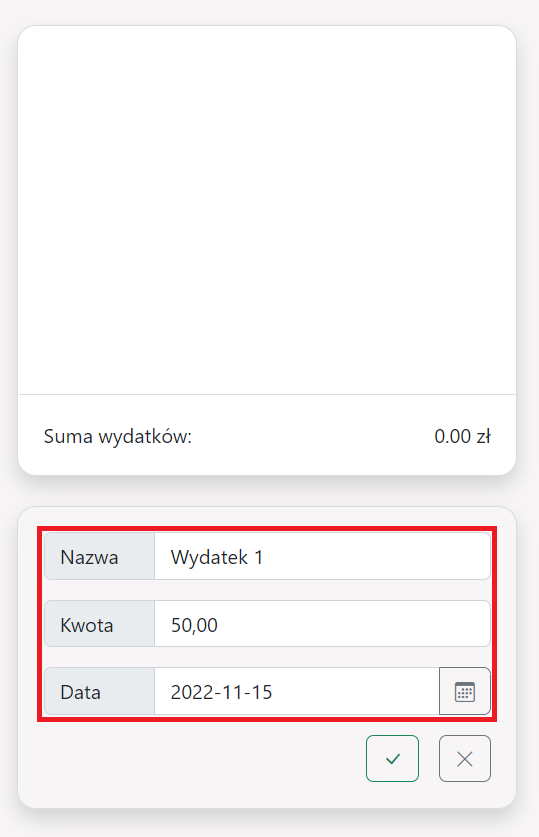 Suma wydatków: 0.00 zł
Nazwa Wydatek 1
Kwota 50,00
Data 2022-11-15